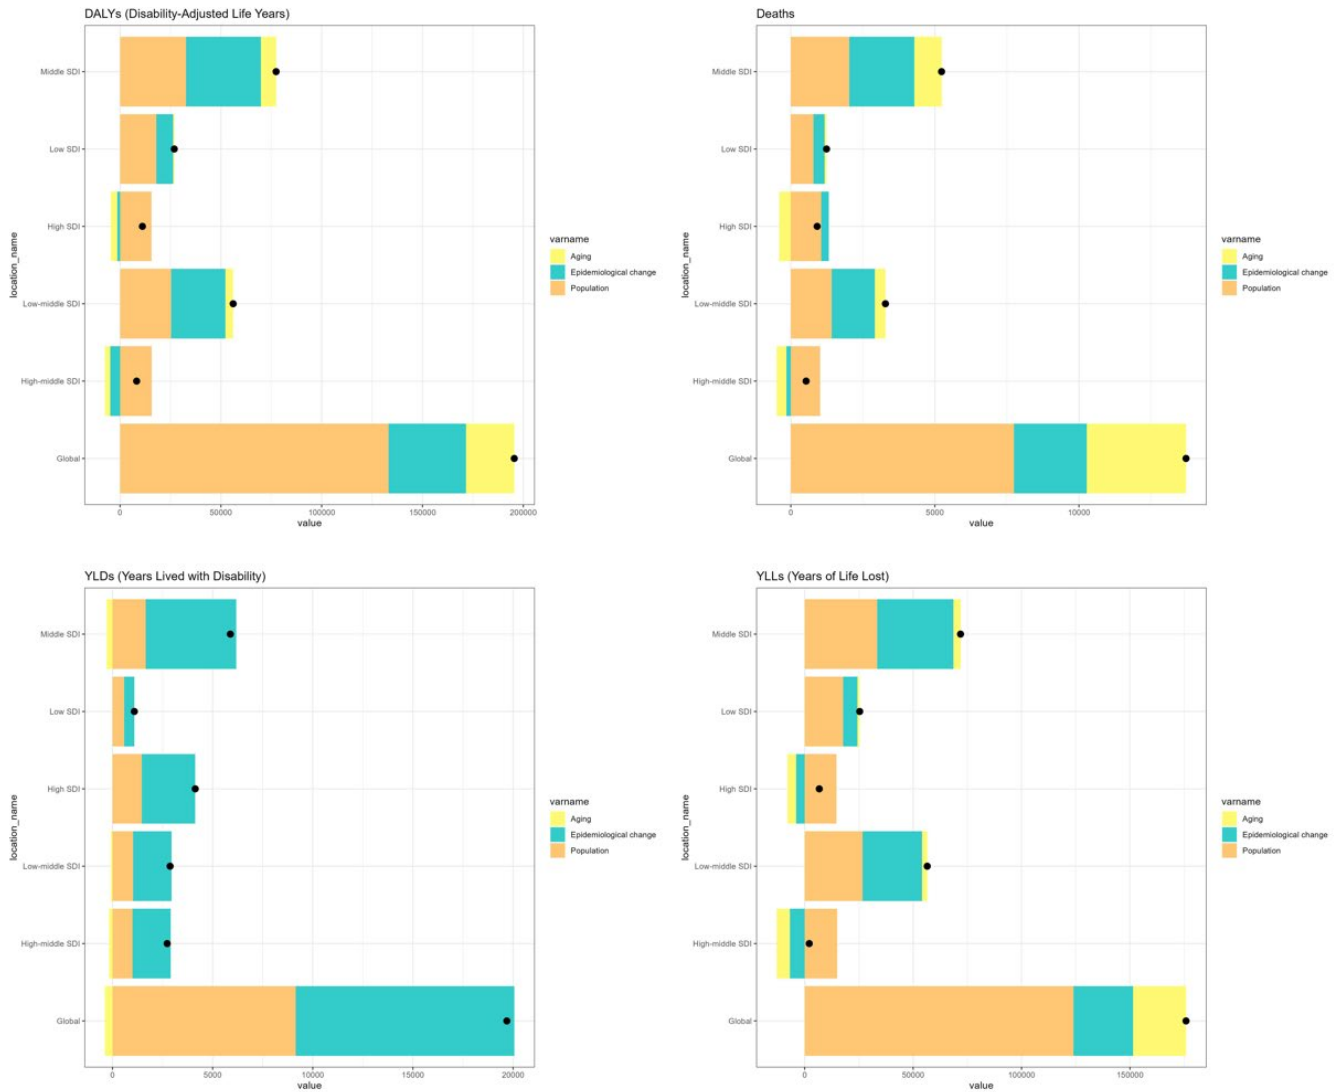 DALYs (Disability-Adjusted Life Years)
location_name
Middle SDI
Low SDI
High SDI
Low-middle SDI
High-middle SDI
Global
0 50000 100000 150000 200000
value
varname
Aging
Epidemiological change
Population
Deaths
location_name
Middle SDI
Low SDI
High SDI
Low-middle SDI
High-middle SDI
Global
0 5000 10000
value
varname
Aging
Epidemiological change
Population
YLDs (Years Lived with Disability)
location_name
Middle SDI
Low SDI
High SDI
Low-middle SDI
High-middle SDI
Global
0 5000 10000 15000 20000
value
varname
Aging
Epidemiological change
Population
YLLs (Years of Life Lost)
location_name
Middle SDI
Low SDI
High SDI
Low-middle SDI
High-middle SDI
Global
0 50000 100000 150000
value
varname
Aging
Epidemiological change
Population